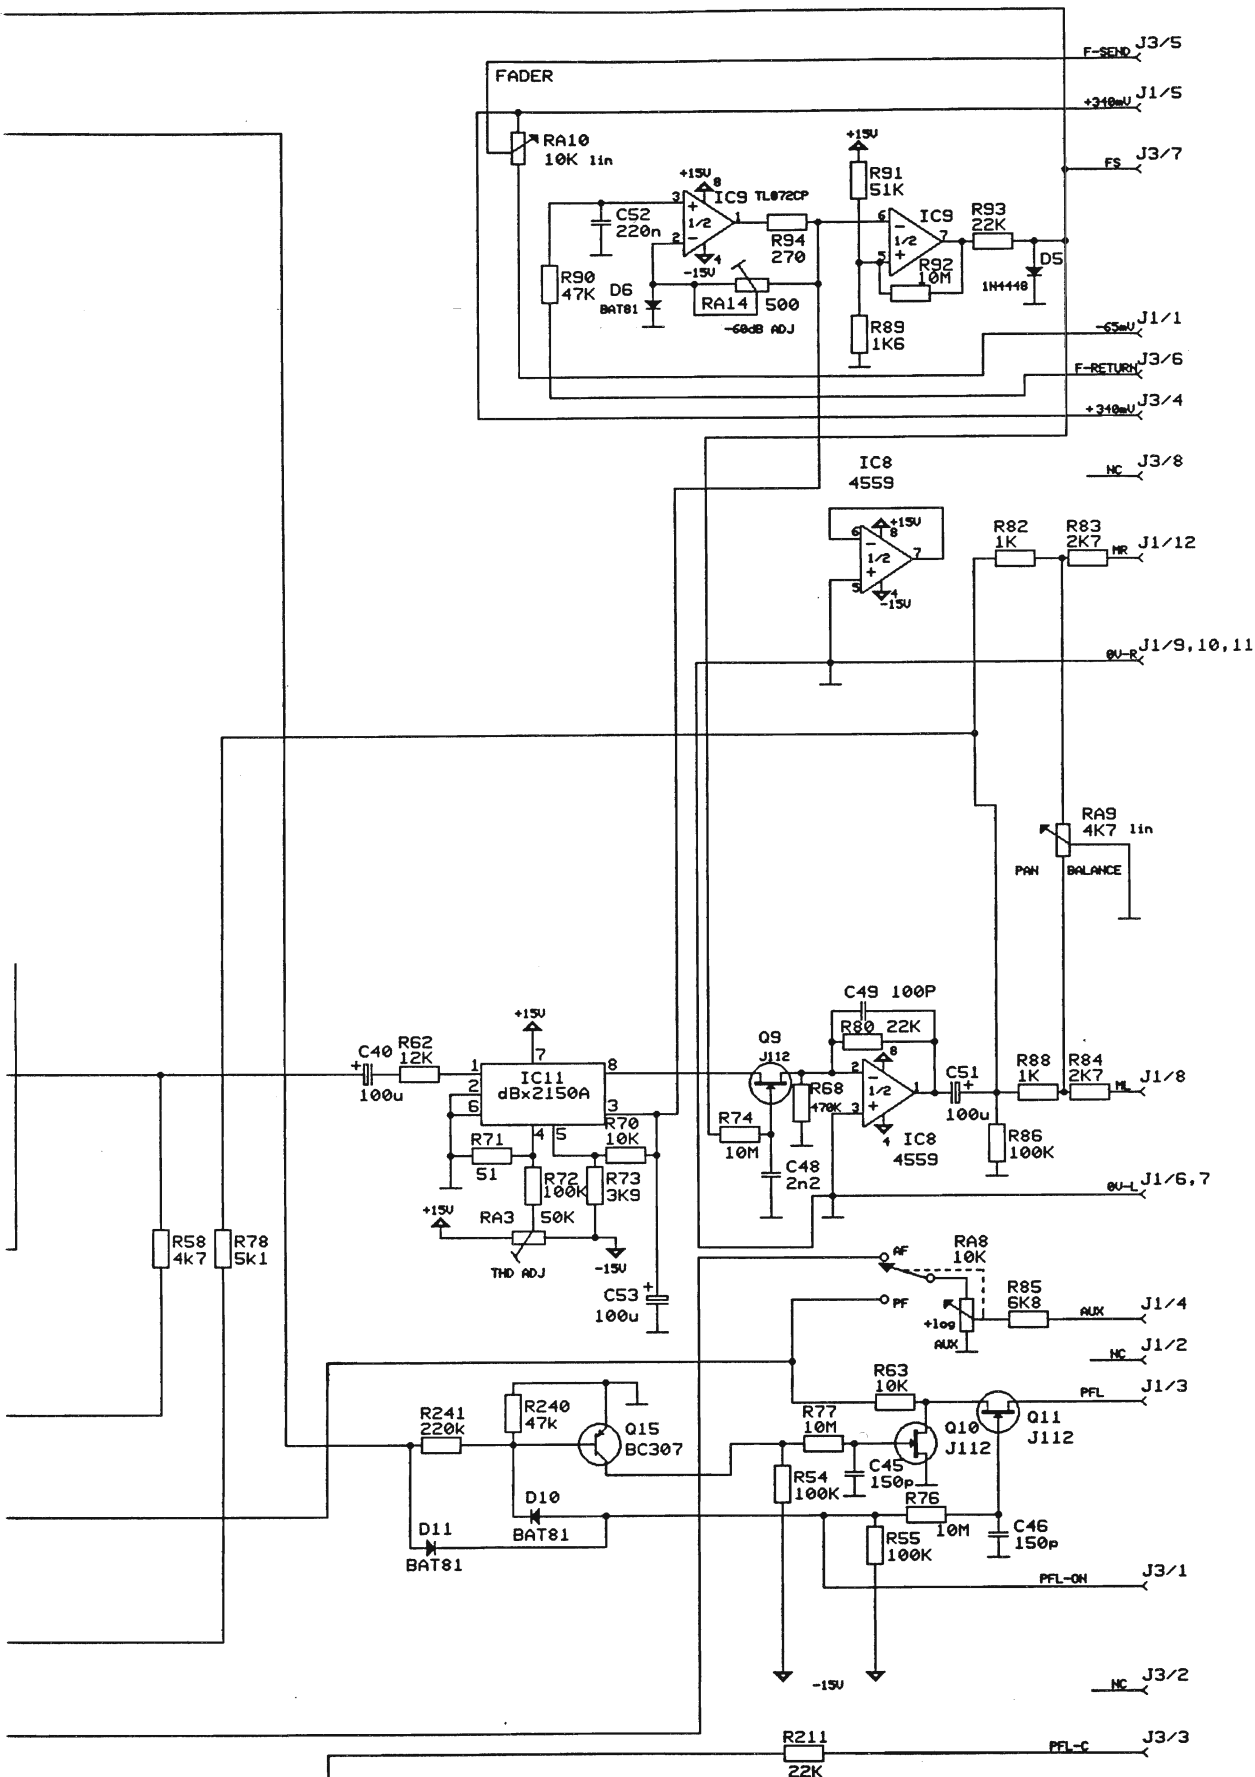 F-SEND J3/5
FADER
+340mV J1/5
RA10
10K lin
+15V
FS J3/7
R91
51K
+15V
8
IC9 TL072CP
3
+
1/2
-
2
1
4
-15V
C52
220n
R94
270
IC9
6
-
1/2
+
5
7
R93
22K
R92
10M
D5
1N4448
R90
47K
D6
BAT81
RA14 500
-60dB ADJ
R89
1K6
-65mV J1/1
F-RETURN J3/6
+340mV J3/4
IC8
4559
NC J3/8
6
-
1/2
+
5
+15V
8
7
4
-15V
R82
1K
R83
2K7
MR J1/12
0V-R J1/9,10,11
RA9
4K7 lin
PAN BALANCE
+15V
C40
+
100u
R62
12K
1
2
6
7
IC11
dBx2150A
8
3
4
5
R71
51
R70
10K
R72
100K
R73
3K9
RA3 50K
+15V
-15V
THD ADJ
C53
+
100u
Q9
J112
C49 100P
R80 22K
R68
470K
2
-
1/2
+
3
8
1
4
IC8
4559
C51
+
100u
R88
1K
R84
2K7
ML J1/8
R74
10M
C48
2n2
R86
100K
0V-L J1/6,7
R58
4k7
R78
5k1
AF
PF
RA8
10K
+log
AUX
R85
6K8
AUX J1/4
NC J1/2
R63
10K
PFL J1/3
R241
220k
R240
47k
Q15
BC307
R77
10M
Q10
J112
Q11
J112
C45
150p
R54
100K
R76
10M
C46
150p
D10
BAT81
D11
BAT81
R55
100K
PFL-ON J3/1
-15V
NC J3/2
R211
22K
PFL-C J3/3